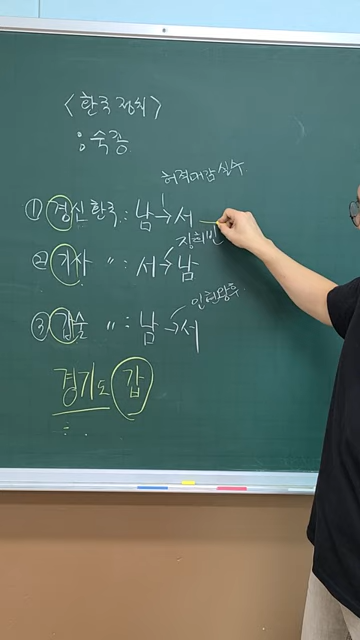 <한국 정치>
: 숙종
허적대감 실수
① 경신한국 : 남→서
장희빈
② 기사 〃 : 서→남
인현왕후
③ 갑술 〃 : 남→서
경기도 갑